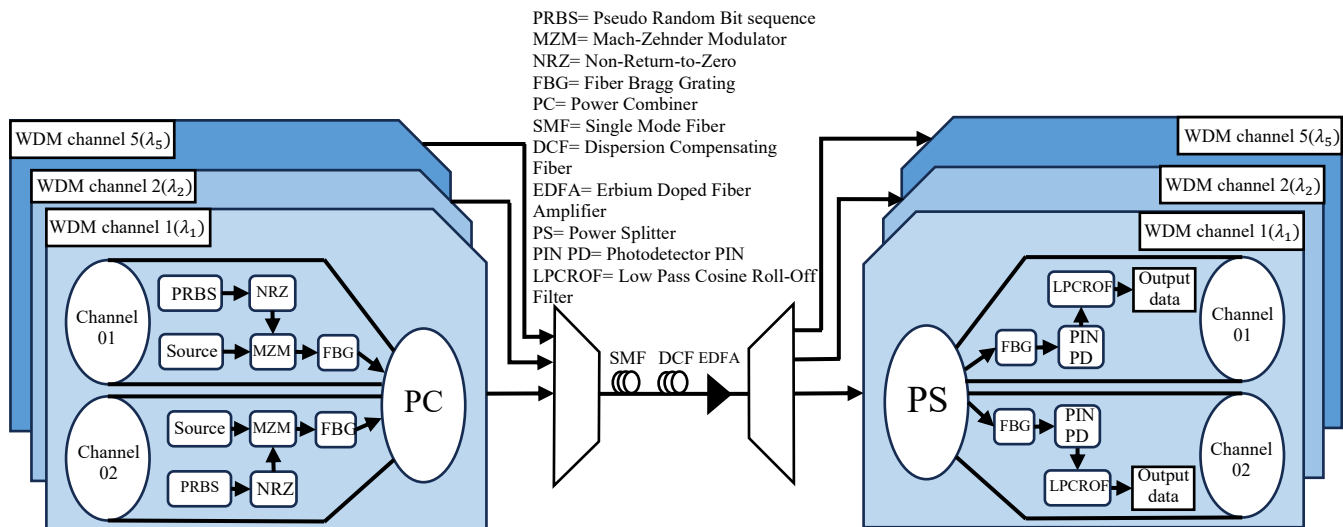 PRBS= Pseudo Random Bit sequence
MZM= Mach-Zehnder Modulator
NRZ= Non-Return-to-Zero
FBG= Fiber Bragg Grating
PC= Power Combiner
SMF= Single Mode Fiber
DCF= Dispersion Compensating
Fiber
EDFA= Erbium Doped Fiber
Amplifier
PS= Power Splitter
PIN PD= Photodetector PIN
LPCROF= Low Pass Cosine Roll-Off
Filter
WDM channel 5(λ₅)
WDM channel 2(λ₂)
WDM channel 1(λ₁)
Channel
01
PRBS
NRZ
Source
MZM
FBG
Channel
02
Source
MZM
FBG
PRBS
NRZ
PC
SMF
DCF
EDFA
WDM channel 5(λ₅)
WDM channel 2(λ₂)
WDM channel 1(λ₁)
PS
FBG
PIN
PD
LPCROF
Output
data
Channel
01
FBG
PIN
PD
LPCROF
Output
data
Channel
02